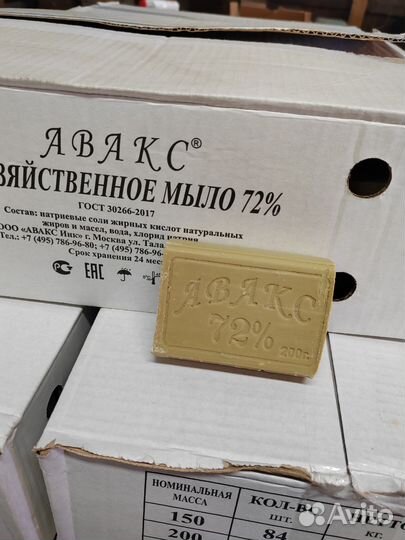 АВАКС®
ЗЯЙСТВЕННОЕ МЫЛО 72%
ГОСТ 30266-2017
Состав: натриевые соли жирных кислот натуральных
жиров и масел, вода, хлорид натрия
ООО «АВАКС Инк» г. Москва ул. Тала
Тел.: +7 (495) 786-96-80; +7 (495) 786-96
Срок хранения 24 мес
ЕАС
АВАКС
72%
200г.
НОМИНАЛЬНАЯ МАССА КОЛ-ВО ШТ. КГ.
150
200 84
Avito